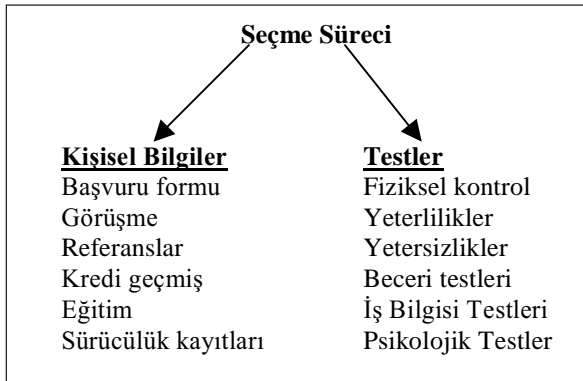 Seçme Süreci
Kişisel Bilgiler
Başvuru formu
Görüşme
Referanslar
Kredi geçmiş
Eğitim
Sürücülük kayıtları
Testler
Fiziksel kontrol
Yeterlilikler
Yetersizlikler
Beceri testleri
İş Bilgisi Testleri
Psikolojik Testler